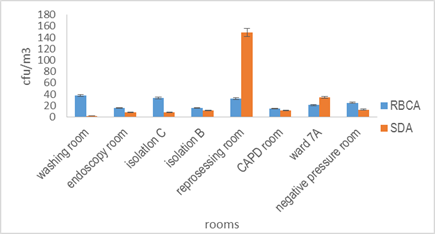 180
160
140
120
100
80
60
40
20
0
cfu/m3
RBCA
SDA
washing room
endoscopy room
isolation C
isolation B
reprosessing room
CAPD room
ward 7A
negative pressure room
rooms